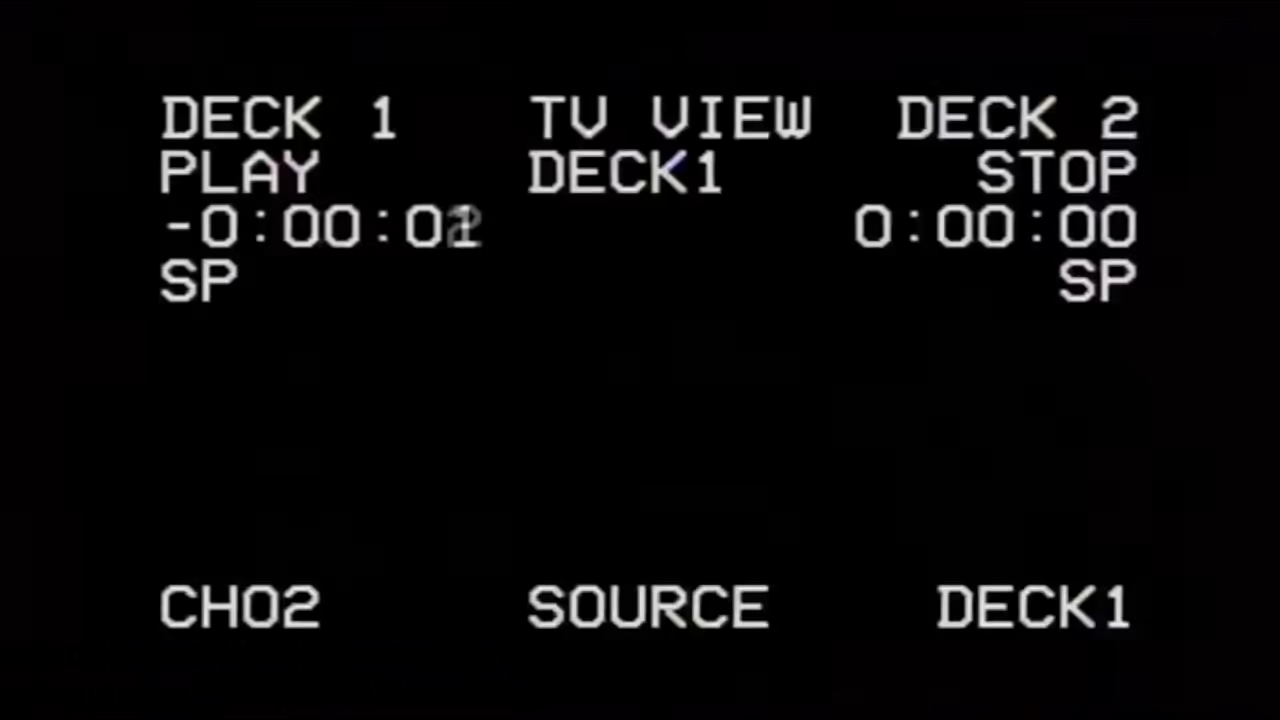 DECK 1 TV VIEW DECK 2
PLAY DECK1 STOP
0:00:00
SP SP
CH02 SOURCE DECK1